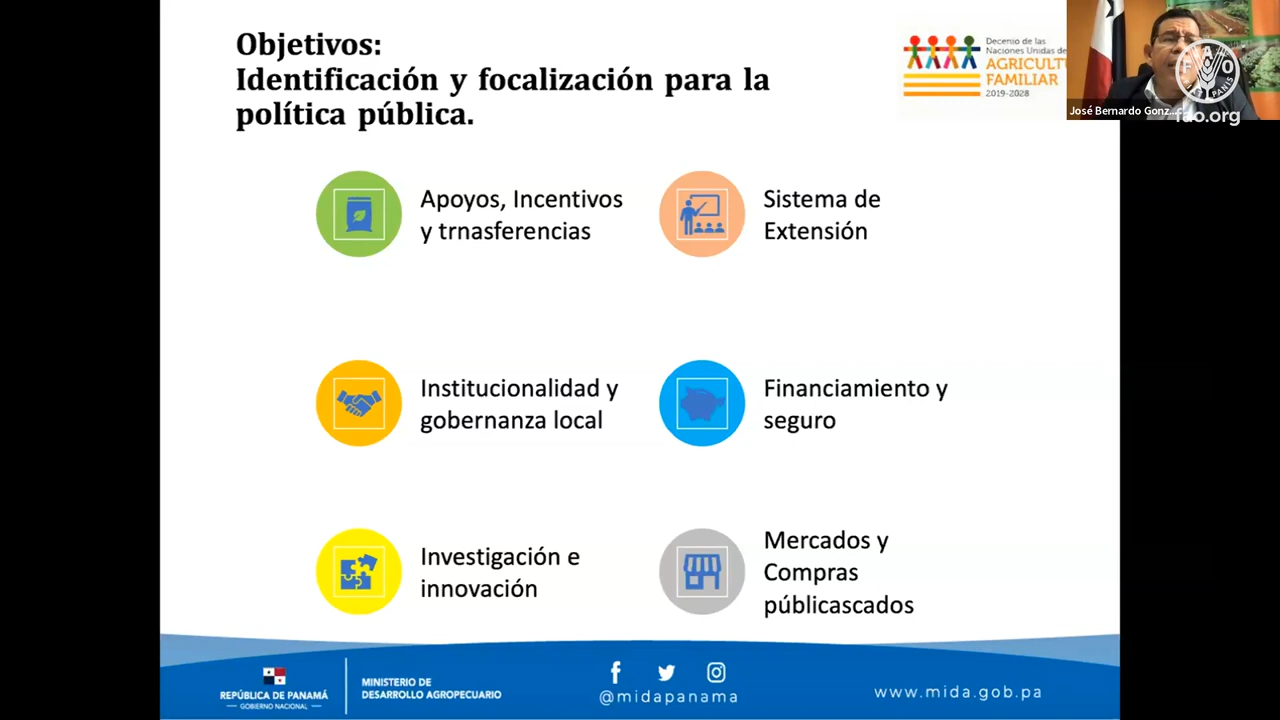 Objetivos:
Identificación y focalización para la
política pública.
Decenio de las
Naciones Unidas de
AGRICULTU
FAMILIAR
2019-2028
José Bernardo Gonz...
FAO
PANIS
fao.org
Apoyos, Incentivos
y trnasferencias
Sistema de
Extensión
Institucionalidad y
gobernanza local
Financiamiento y
seguro
Investigación e
innovación
Mercados y
Compras
públicascados
REPÚBLICA DE PANAMÁ
GOBIERNO NACIONAL
MINISTERIO DE
DESARROLLO AGROPECUARIO
@midapanama
www.mida.gob.pa